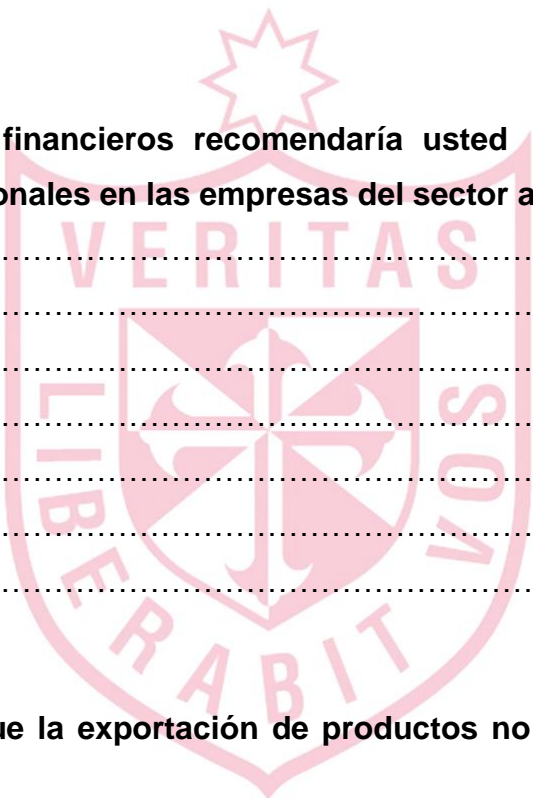 financieros recomendaría usted
onales en las empresas del sector a
VERITAS
LIBERABIT VOS
ue la exportación de productos no